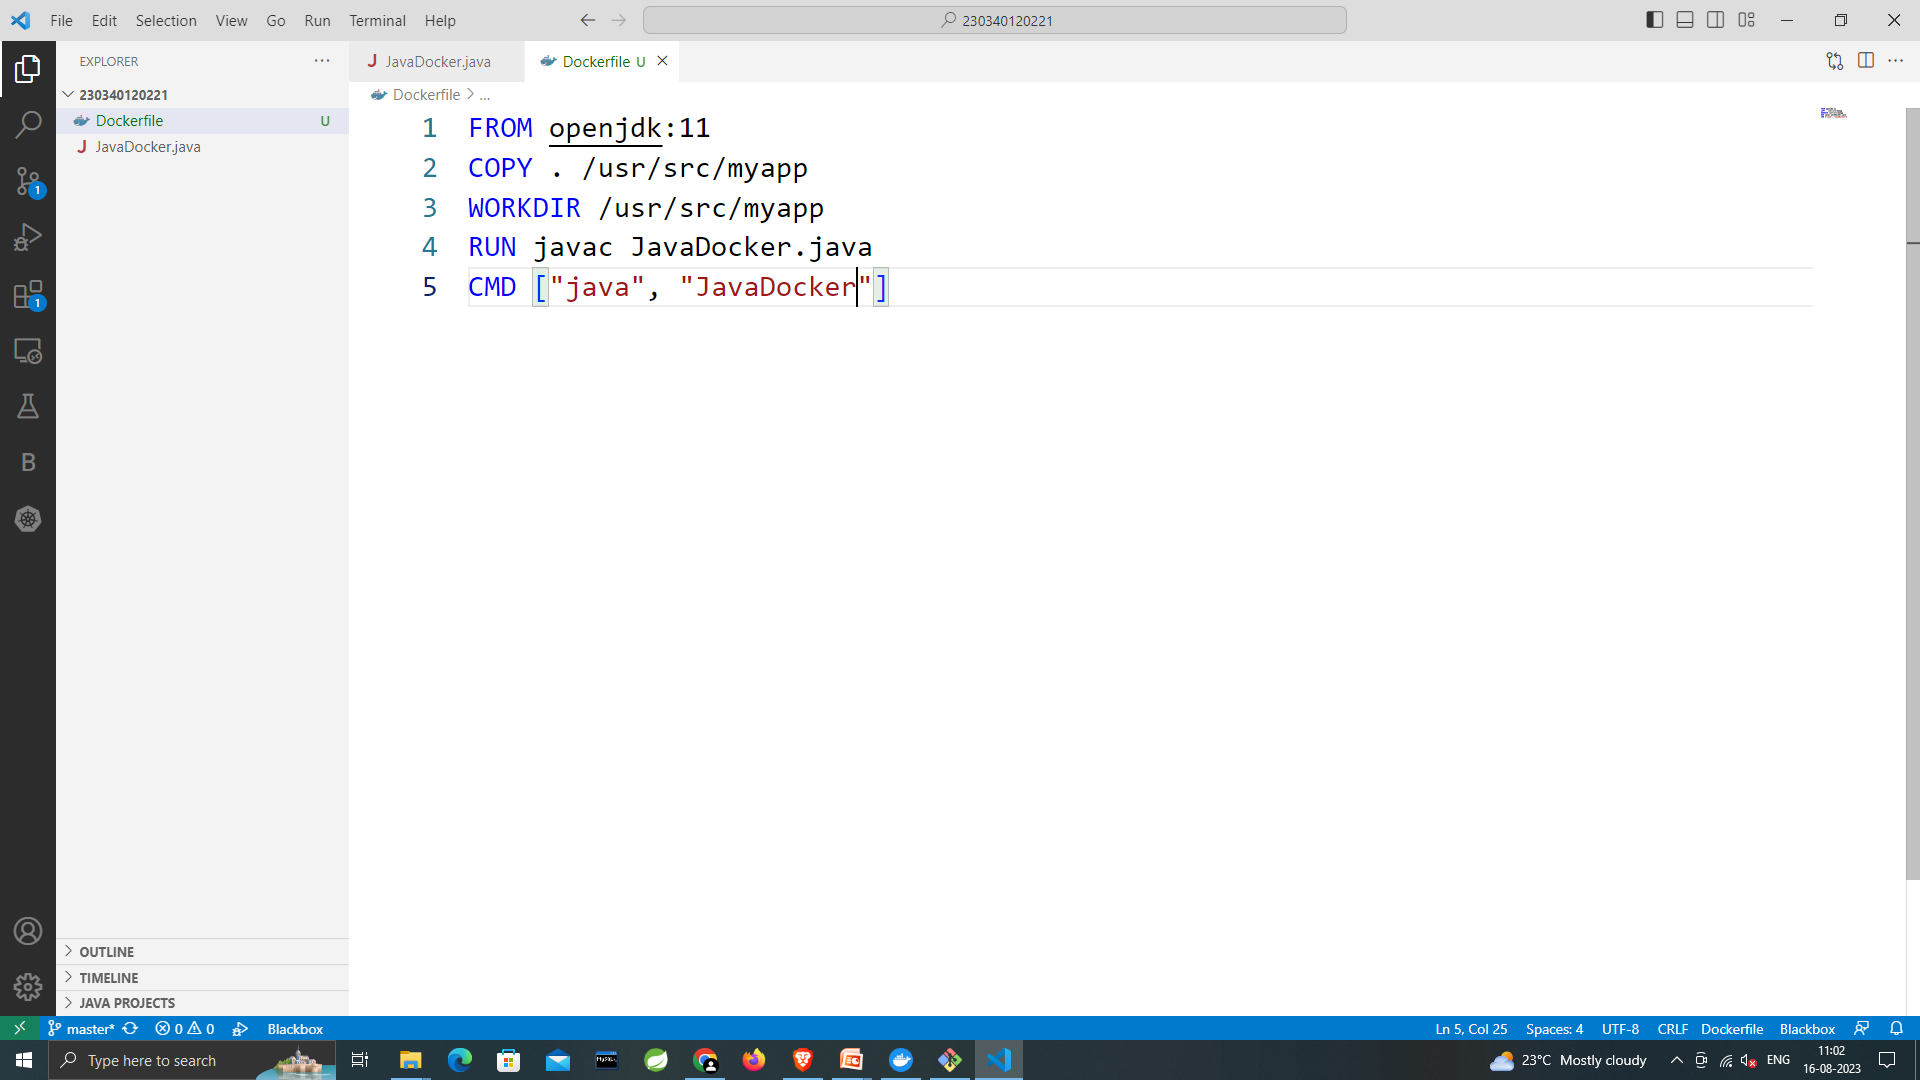 File Edit Selection View Go Run Terminal Help
230340120221
EXPLORER
JavaDocker.java
Dockerfile U
230340120221
Dockerfile U
JavaDocker.java
Dockerfile > ...
1 FROM openjdk:11
2 COPY . /usr/src/myapp
3 WORKDIR /usr/src/myapp
4 RUN javac JavaDocker.java
5 CMD ["java", "JavaDocker"]
1
1
B
OUTLINE
TIMELINE
JAVA PROJECTS
master* 0 0 Blackbox
Ln 5, Col 25 Spaces: 4 UTF-8 CRLF Dockerfile Blackbox
Type here to search
23°C Mostly cloudy
ENG
11:02
16-08-2023